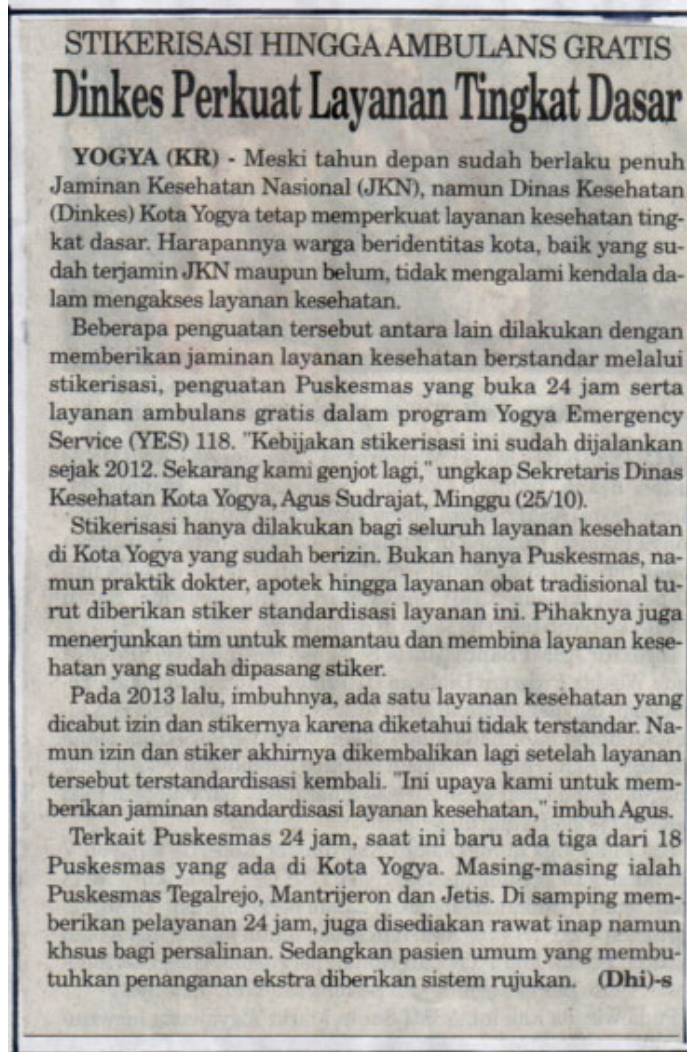 STIKERISASI HINGGA AMBULANS GRATIS
Dinkes Perkuat Layanan Tingkat Dasar
YOGYA (KR) - Meski tahun depan sudah berlaku penuh
Jaminan Kesehatan Nasional (JKN), namun Dinas Kesehatan
(Dinkes) Kota Yogya tetap memperkuat layanan kesehatan ting-
kat dasar. Harapannya warga beridentitas kota, baik yang su-
dah terjamin JKN maupun belum, tidak mengalami kendala da-
lam mengakses layanan kesehatan.
Beberapa penguatan tersebut antara lain dilakukan dengan
memberikan jaminan layanan kesehatan berstandar melalui
stikerisasi, penguatan Puskesmas yang buka 24 jam serta
layanan ambulans gratis dalam program Yogya Emergency
Service (YES) 118. "Kebijakan stikerisasi ini sudah dijalankan
sejak 2012. Sekarang kami genjot lagi," ungkap Sekretaris Dinas
Kesehatan Kota Yogya, Agus Sudrajat, Minggu (25/10).
Stikerisasi hanya dilakukan bagi seluruh layanan kesehatan
di Kota Yogya yang sudah berizin. Bukan hanya Puskesmas, na-
mun praktik dokter, apotek hingga layanan obat tradisional tu-
rut diberikan stiker standardisasi layanan ini. Pihaknya juga
menerjunkan tim untuk memantau dan membina layanan kese-
hatan yang sudah dipasang stiker.
Pada 2013 lalu, imbuhnya, ada satu layanan kesehatan yang
dicabut izin dan stikernya karena diketahui tidak terstandar. Na-
mun izin dan stiker akhirnya dikembalikan lagi setelah layanan
tersebut terstandardisasi kembali. "Ini upaya kami untuk mem-
berikan jaminan standardisasi layanan kesehatan," imbuh Agus.
Terkait Puskesmas 24 jam, saat ini baru ada tiga dari 18
Puskesmas yang ada di Kota Yogya. Masing-masing ialah
Puskesmas Tegalrejo, Mantrijeron dan Jetis. Di samping mem-
berikan pelayanan 24 jam, juga disediakan rawat inap namun
khsus bagi persalinan. Sedangkan pasien umum yang membu-
tuhkan penanganan ekstra diberikan sistem rujukan. (Dhi)-s